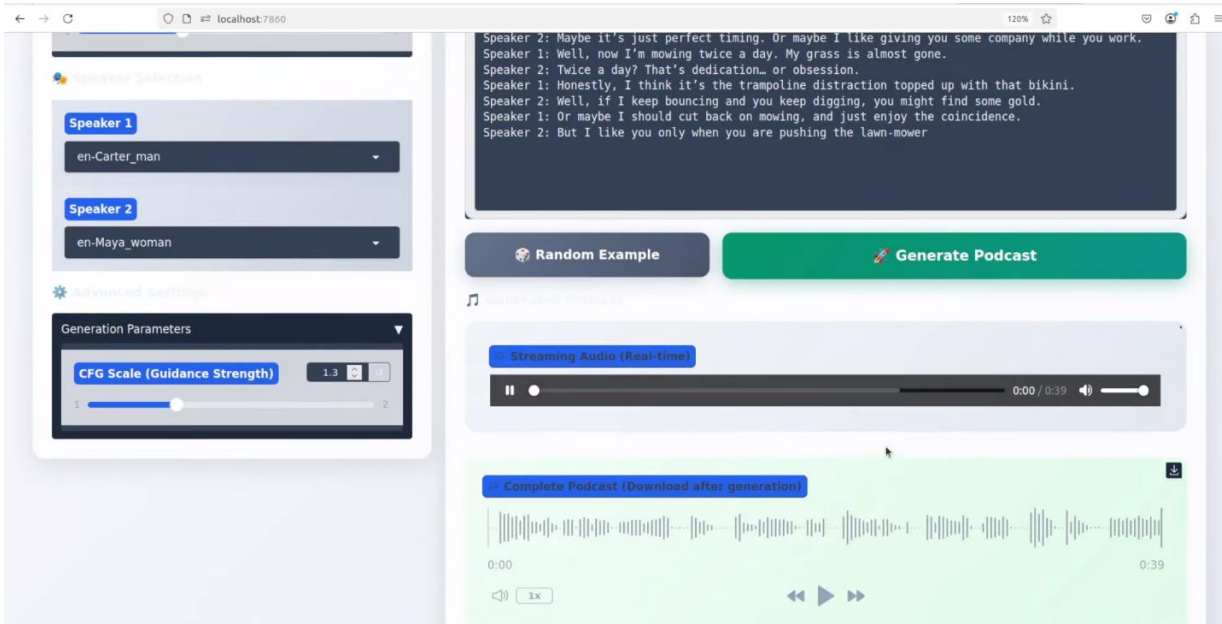 localhost:7860
120%
Speaker Selection
Speaker 1
en-Carter_man
Speaker 2
en-Maya_woman
Advanced Settings
Generation Parameters
▼
CFG Scale (Guidance Strength)
1.3
1
2
Speaker 2: Maybe it's just perfect timing. Or maybe I like giving you some company while you work.
Speaker 1: Well, now I'm mowing twice a day. My grass is almost gone.
Speaker 2: Twice a day? That's dedication… or obsession.
Speaker 1: Honestly, I think it's the trampoline distraction topped up with that bikini.
Speaker 2: Well, if I keep bouncing and you keep digging, you might find some gold.
Speaker 1: Or maybe I should cut back on mowing, and just enjoy the coincidence.
Speaker 2: But I like you only when you are pushing the lawn-mower
Random Example
Generate Podcast
Generated Podcast
Streaming Audio (Real-time)
0:00 / 0:39
Complete Podcast (Download after generation)
0:00
0:39
1x